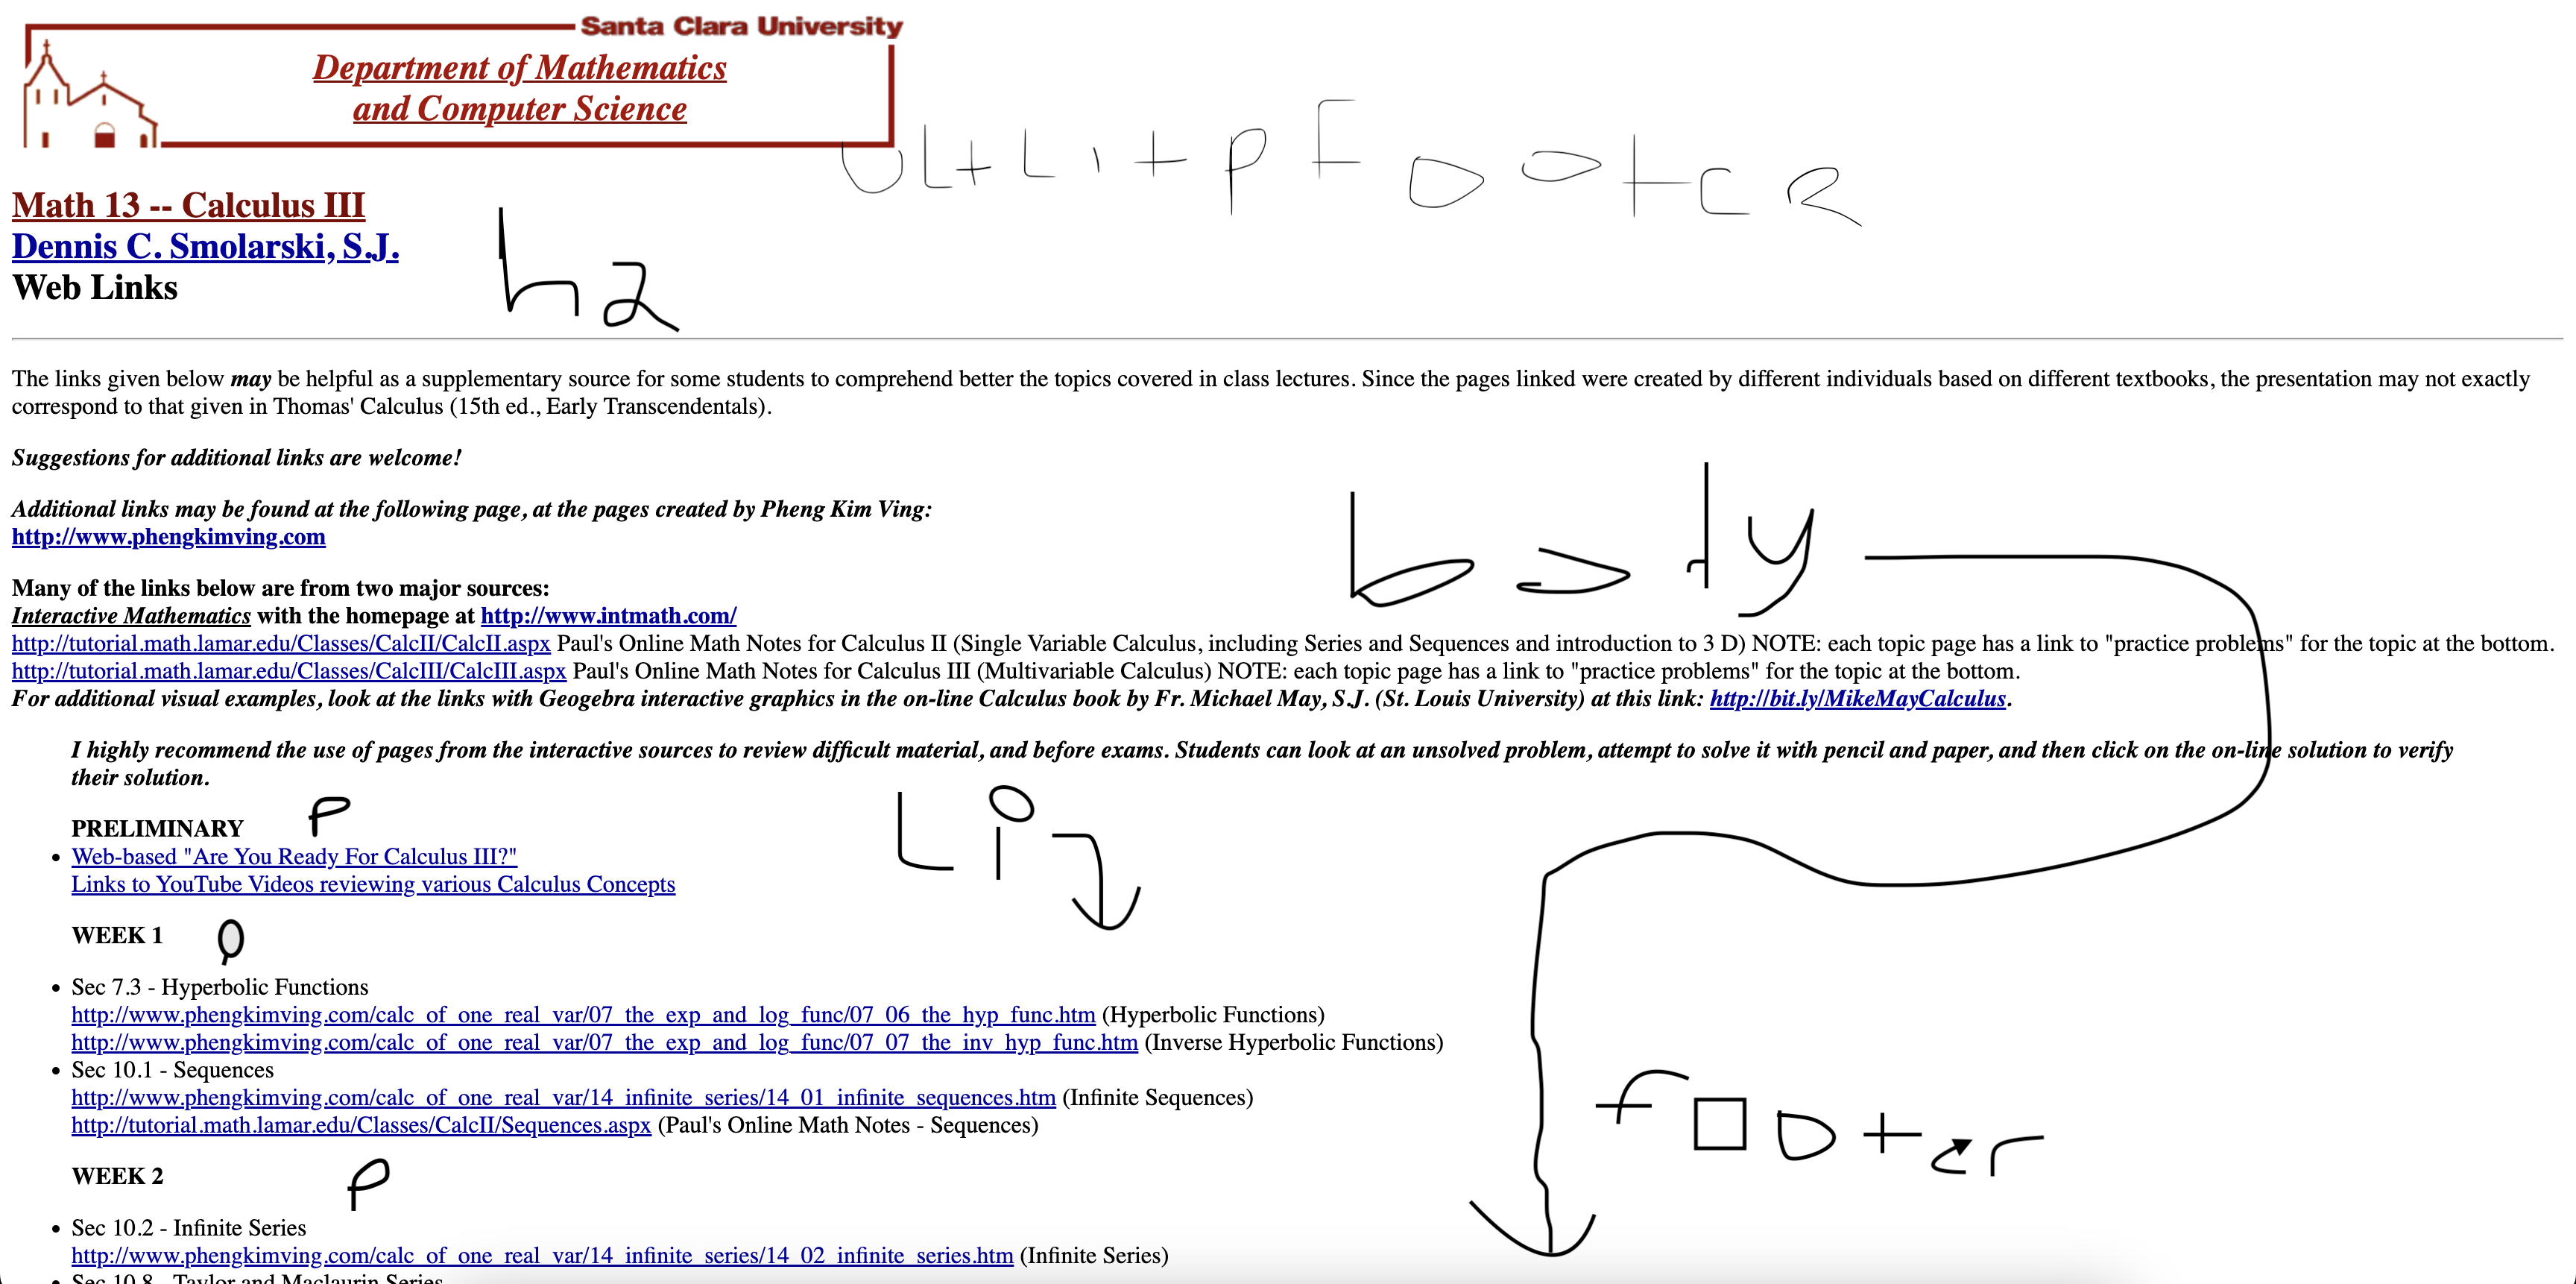 Santa Clara University
Department of Mathematics
and Computer Science
UL+Li+pFooter
Math 13 -- Calculus III
Dennis C. Smolarski, S.J.
Web Links
h2
The links given below may be helpful as a supplementary source for some students to comprehend better the topics covered in class lectures. Since the pages linked were created by different individuals based on different textbooks, the presentation may not exactly
correspond to that given in Thomas' Calculus (15th ed., Early Transcendentals).
Suggestions for additional links are welcome!
Additional links may be found at the following page, at the pages created by Pheng Kim Ving:
http://www.phengkimving.com
body
Many of the links below are from two major sources:
Interactive Mathematics with the homepage at http://www.intmath.com/
http://tutorial.math.lamar.edu/Classes/CalcII/CalcII.aspx Paul's Online Math Notes for Calculus II (Single Variable Calculus, including Series and Sequences and introduction to 3 D) NOTE: each topic page has a link to "practice problems" for the topic at the bottom.
http://tutorial.math.lamar.edu/Classes/CalcIII/CalcIII.aspx Paul's Online Math Notes for Calculus III (Multivariable Calculus) NOTE: each topic page has a link to "practice problems" for the topic at the bottom.
For additional visual examples, look at the links with Geogebra interactive graphics in the on-line Calculus book by Fr. Michael May, S.J. (St. Louis University) at this link: http://bit.ly/MikeMayCalculus.
I highly recommend the use of pages from the interactive sources to review difficult material, and before exams. Students can look at an unsolved problem, attempt to solve it with pencil and paper, and then click on the on-line solution to verify
their solution.
PRELIMINARY
p
Li
• Web-based "Are You Ready For Calculus III?"
Links to YouTube Videos reviewing various Calculus Concepts
WEEK 1
p
• Sec 7.3 - Hyperbolic Functions
http://www.phengkimving.com/calc_of_one_real_var/07_the_exp_and_log_func/07_06_the_hyp_func.htm (Hyperbolic Functions)
http://www.phengkimving.com/calc_of_one_real_var/07_the_exp_and_log_func/07_07_the_inv_hyp_func.htm (Inverse Hyperbolic Functions)
• Sec 10.1 - Sequences
http://www.phengkimving.com/calc_of_one_real_var/14_infinite_series/14_01_infinite_sequences.htm (Infinite Sequences)
http://tutorial.math.lamar.edu/Classes/CalcII/Sequences.aspx (Paul's Online Math Notes - Sequences)
footer
WEEK 2
p
• Sec 10.2 - Infinite Series
http://www.phengkimving.com/calc_of_one_real_var/14_infinite_series/14_02_infinite_series.htm (Infinite Series)
• Sec 10.8 - Taylor and Maclaurin Series